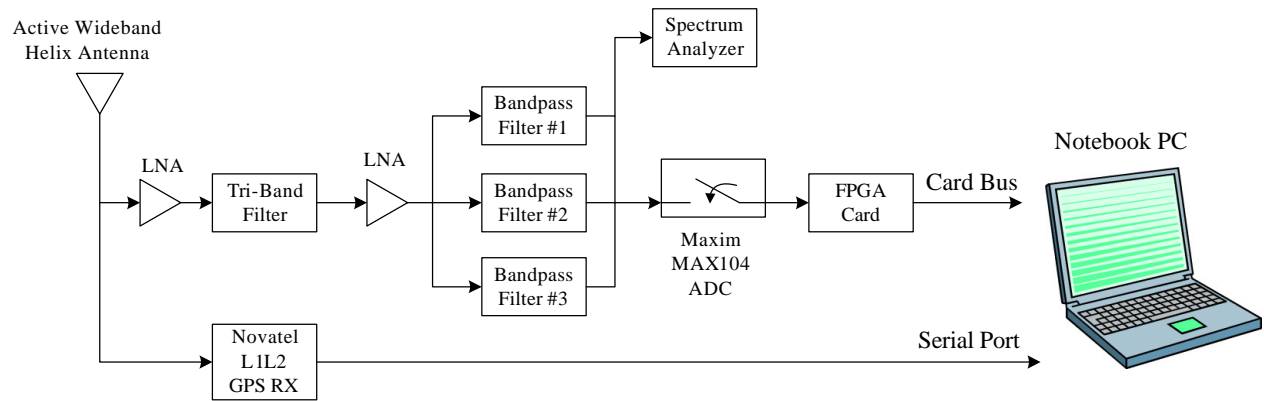 Active Wideband
Helix Antenna
Spectrum
Analyzer
Bandpass
Filter #1
LNA
LNA
Tri-Band
Filter
Bandpass
Filter #2
Bandpass
Filter #3
Maxim
MAX104
ADC
FPGA
Card
Card Bus
Notebook PC
Novatel
L1L2
GPS RX
Serial Port